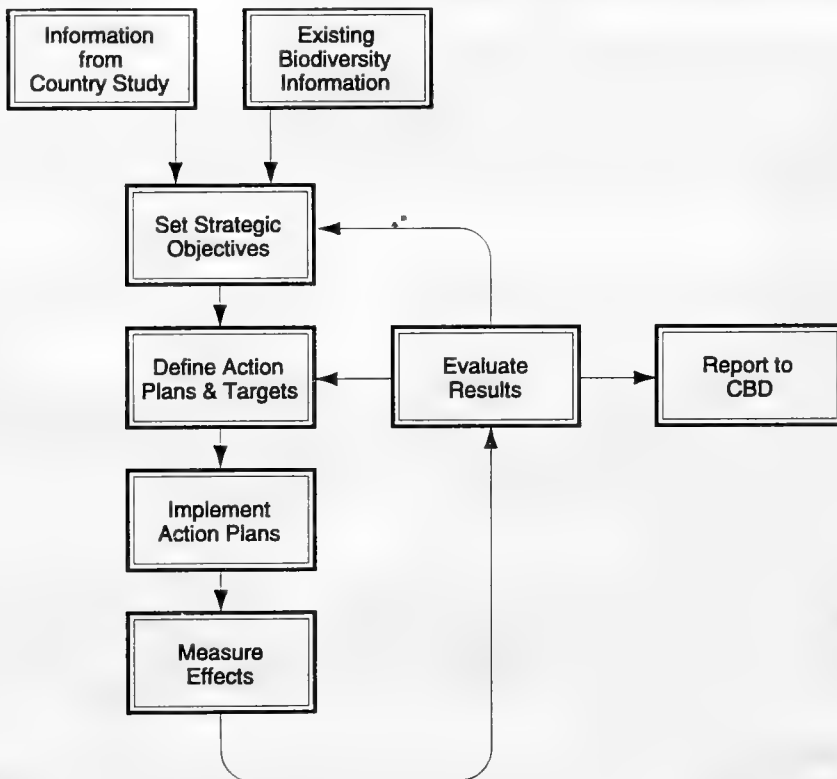 Information
from
Country Study
Existing
Biodiversity
Information
Set Strategic
Objectives
Define Action
Plans & Targets
Evaluate
Results
Report to
CBD
Implement
Action Plans
Measure
Effects